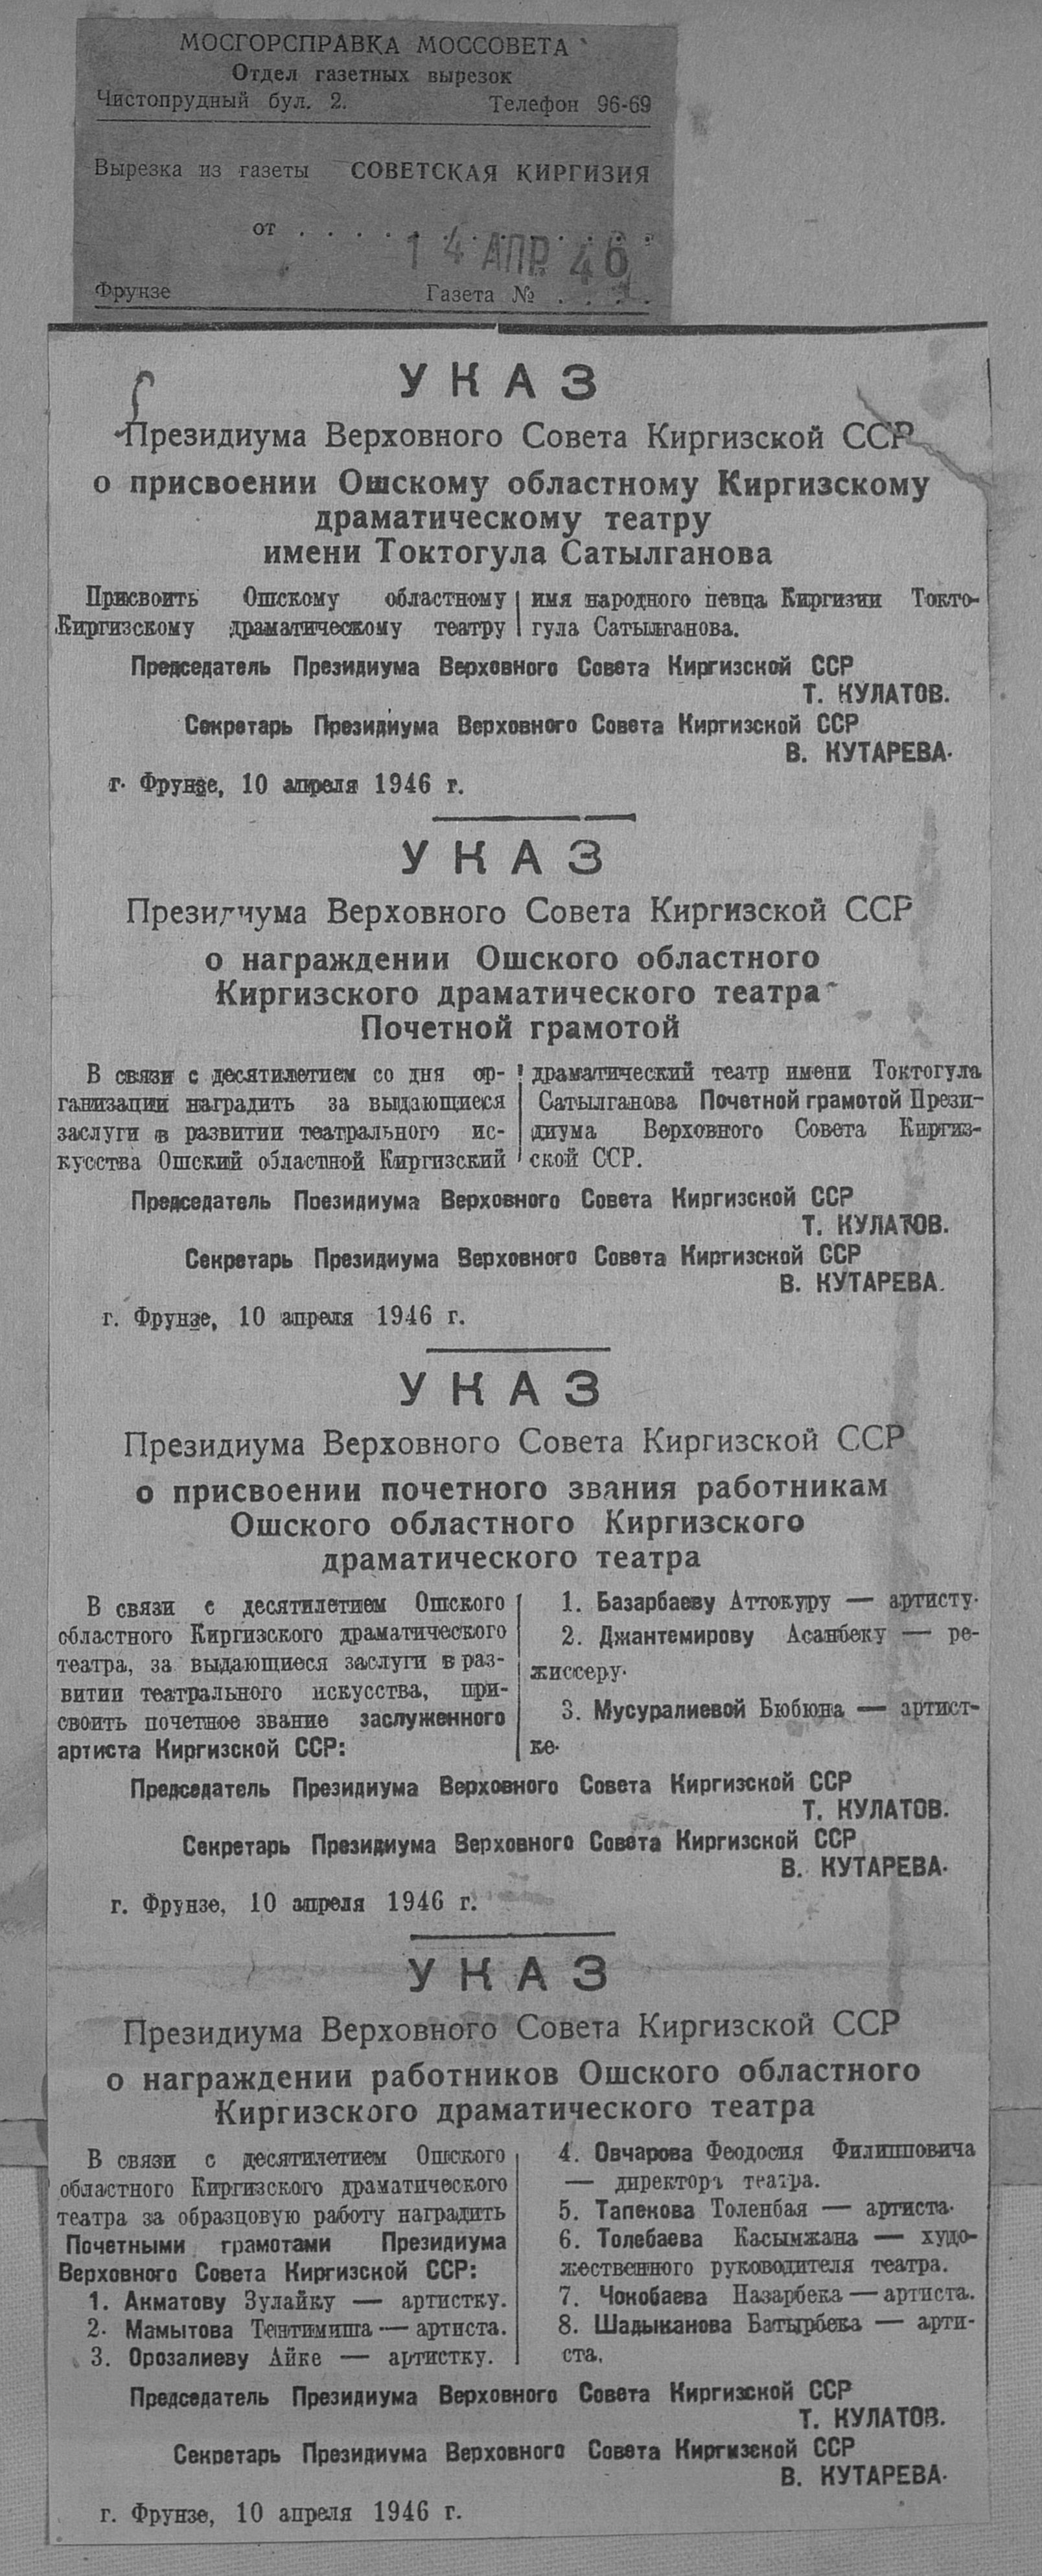 МОСГОРСПРАВКА МОССОВЕТА
Отдел газетных вырезок
Чистопрудный бул. 2. Телефон 96-69
Вырезка из газеты СОВЕТСКАЯ КИРГИЗИЯ
от . . . . . . . . . . . . .
14 АПР. 46
Фрунзе Газета № . . . .
УКАЗ
Президиума Верховного Совета Киргизской ССР
о присвоении Ошскому областному Киргизскому
драматическому театру
имени Токтогула Сатылганова
Присвоить Ошскому областному
Киргизскому драматическому театру
имя народного певца Киргизии Токто-
гула Сатылганова.
Председатель Президиума Верховного Совета Киргизской ССР
Т. КУЛАТОВ.
Секретарь Президиума Верховного Совета Киргизской ССР
В. КУТАРЕВА.
г. Фрунзе, 10 апреля 1946 г.
УКАЗ
Президиума Верховного Совета Киргизской ССР
о награждении Ошского областного
Киргизского драматического театра
Почетной грамотой
В связи с десятилетием со дня ор-
ганизации наградить за выдающиеся
заслуги в развитии театрального ис-
кусства Ошский областной Киргизский
драматический театр имени Токтогула
Сатылганова Почетной грамотой Прези-
диума Верховного Совета Киргиз-
ской ССР.
Председатель Президиума Верховного Совета Киргизской ССР
Т. КУЛАТОВ.
Секретарь Президиума Верховного Совета Киргизской ССР
В. КУТАРЕВА.
г. Фрунзе, 10 апреля 1946 г.
УКАЗ
Президиума Верховного Совета Киргизской ССР
о присвоении почетного звания работникам
Ошского областного Киргизского
драматического театра
В связи с десятилетием Ошского
областного Киргизского драматического
театра, за выдающиеся заслуги в раз-
витии театрального искусства, при-
своить почетное звание заслуженного
артиста Киргизской ССР:
1. Базарбаеву Аттокуру — артисту.
2. Джантемирову Асанбеку — ре-
жиссеру.
3. Мусуралиевой Бюбюна — артист-
ке.
Председатель Президиума Верховного Совета Киргизской ССР
Т. КУЛАТОВ.
Секретарь Президиума Верховного Совета Киргизской ССР
В. КУТАРЕВА.
г. Фрунзе, 10 апреля 1946 г.
УКАЗ
Президиума Верховного Совета Киргизской ССР
о награждении работников Ошского областного
Киргизского драматического театра
В связи с десятилетием Ошского
областного Киргизского драматического
театра за образцовую работу наградить
Почетными грамотами Президиума
Верховного Совета Киргизской ССР:
1. Акматову Зулайку — артистку.
2. Мамытова Тентимиша — артиста.
3. Орозалиеву Айке — артистку.
4. Овчарова Феодосия Филипповича
— директора театра.
5. Тапекова Толенбая — артиста.
6. Толебаева Касымжана — худо-
жественного руководителя театра.
7. Чокобаева Назарбека — артиста.
8. Шадыканова Батырбека — арти-
ста.
Председатель Президиума Верховного Совета Киргизской ССР
Т. КУЛАТОВ.
Секретарь Президиума Верховного Совета Киргизской ССР
В. КУТАРЕВА.
г. Фрунзе, 10 апреля 1946 г.